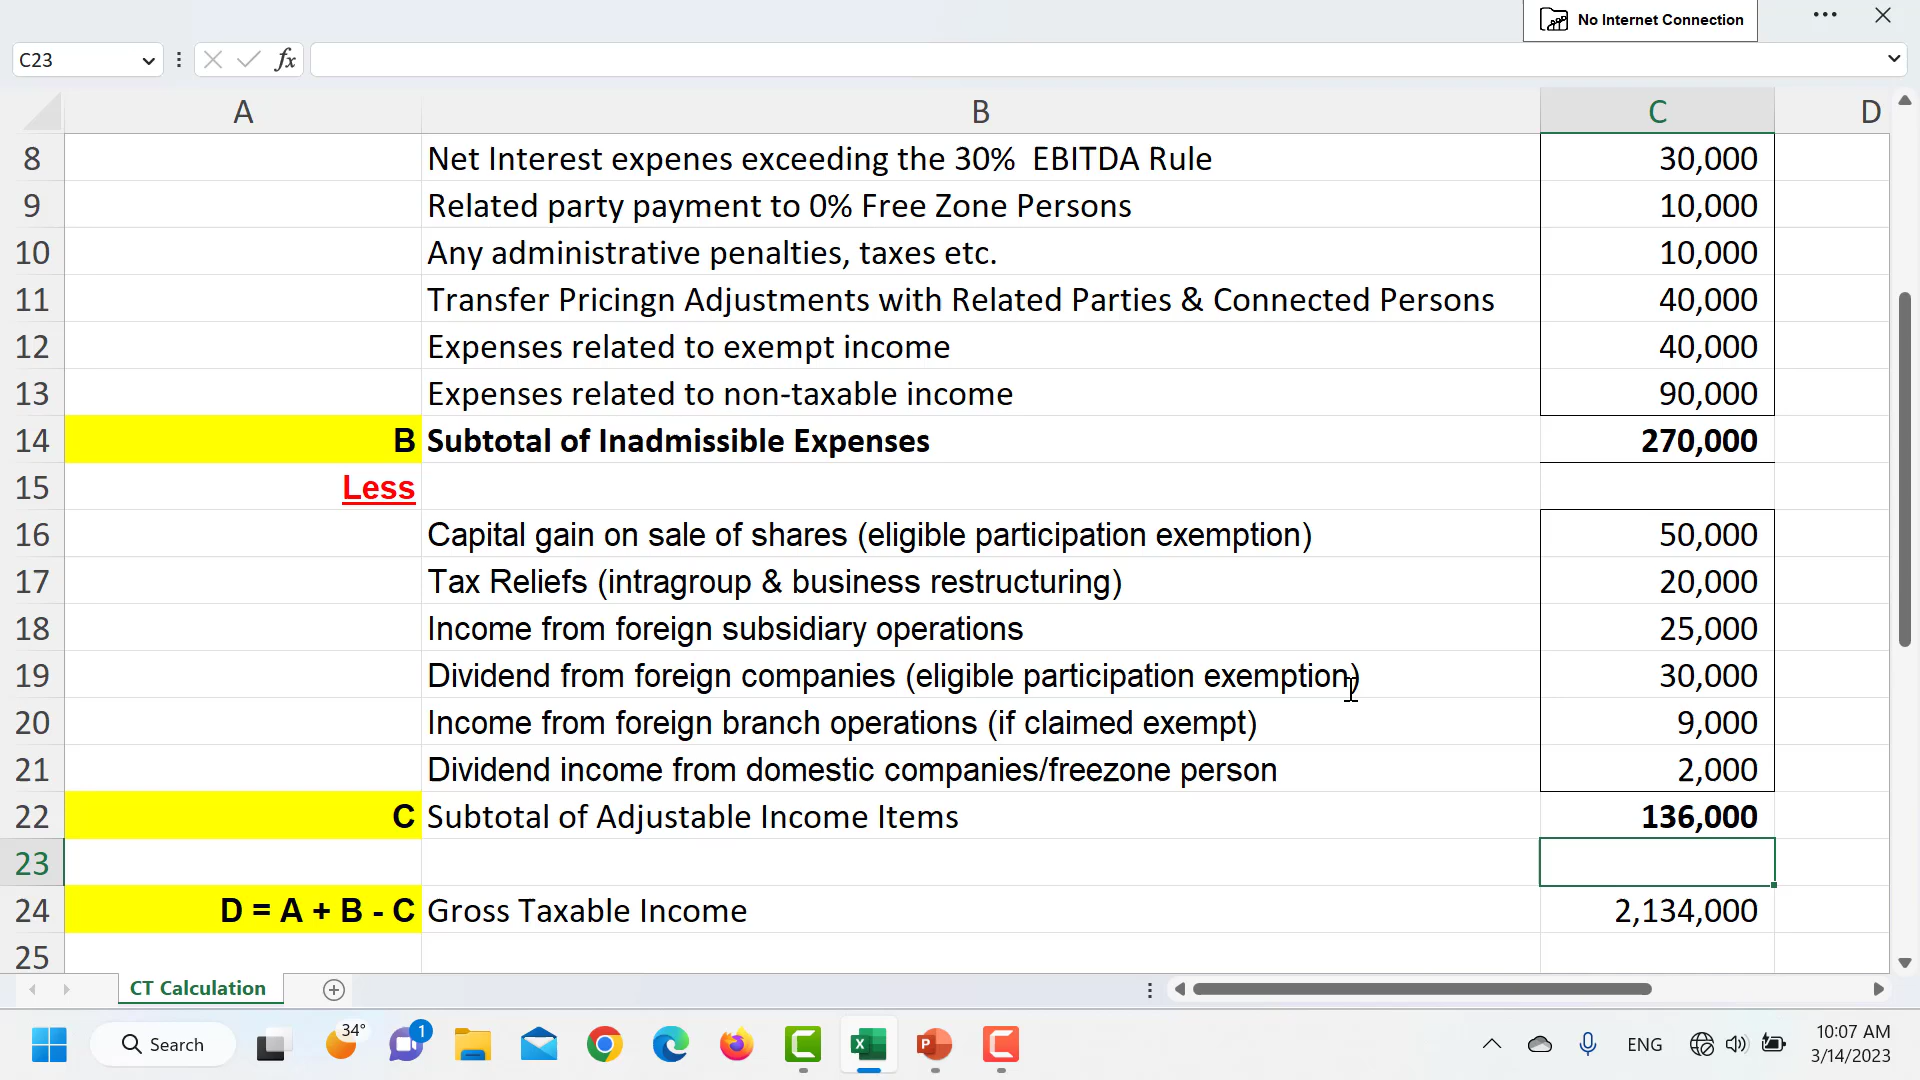 No Internet Connection
C23
fx
A B C D
8 Net Interest expenes exceeding the 30% EBITDA Rule 30,000
9 Related party payment to 0% Free Zone Persons 10,000
10 Any administrative penalties, taxes etc. 10,000
11 Transfer Pricingn Adjustments with Related Parties & Connected Persons 40,000
12 Expenses related to exempt income 40,000
13 Expenses related to non-taxable income 90,000
14 B Subtotal of Inadmissible Expenses 270,000
15 Less
16 Capital gain on sale of shares (eligible participation exemption) 50,000
17 Tax Reliefs (intragroup & business restructuring) 20,000
18 Income from foreign subsidiary operations 25,000
19 Dividend from foreign companies (eligible participation exemption) 30,000
20 Income from foreign branch operations (if claimed exempt) 9,000
21 Dividend income from domestic companies/freezone person 2,000
22 C Subtotal of Adjustable Income Items 136,000
23
24 D = A + B - C Gross Taxable Income 2,134,000
25
CT Calculation
Search 34° 1 ENG 10:07 AM
3/14/2023